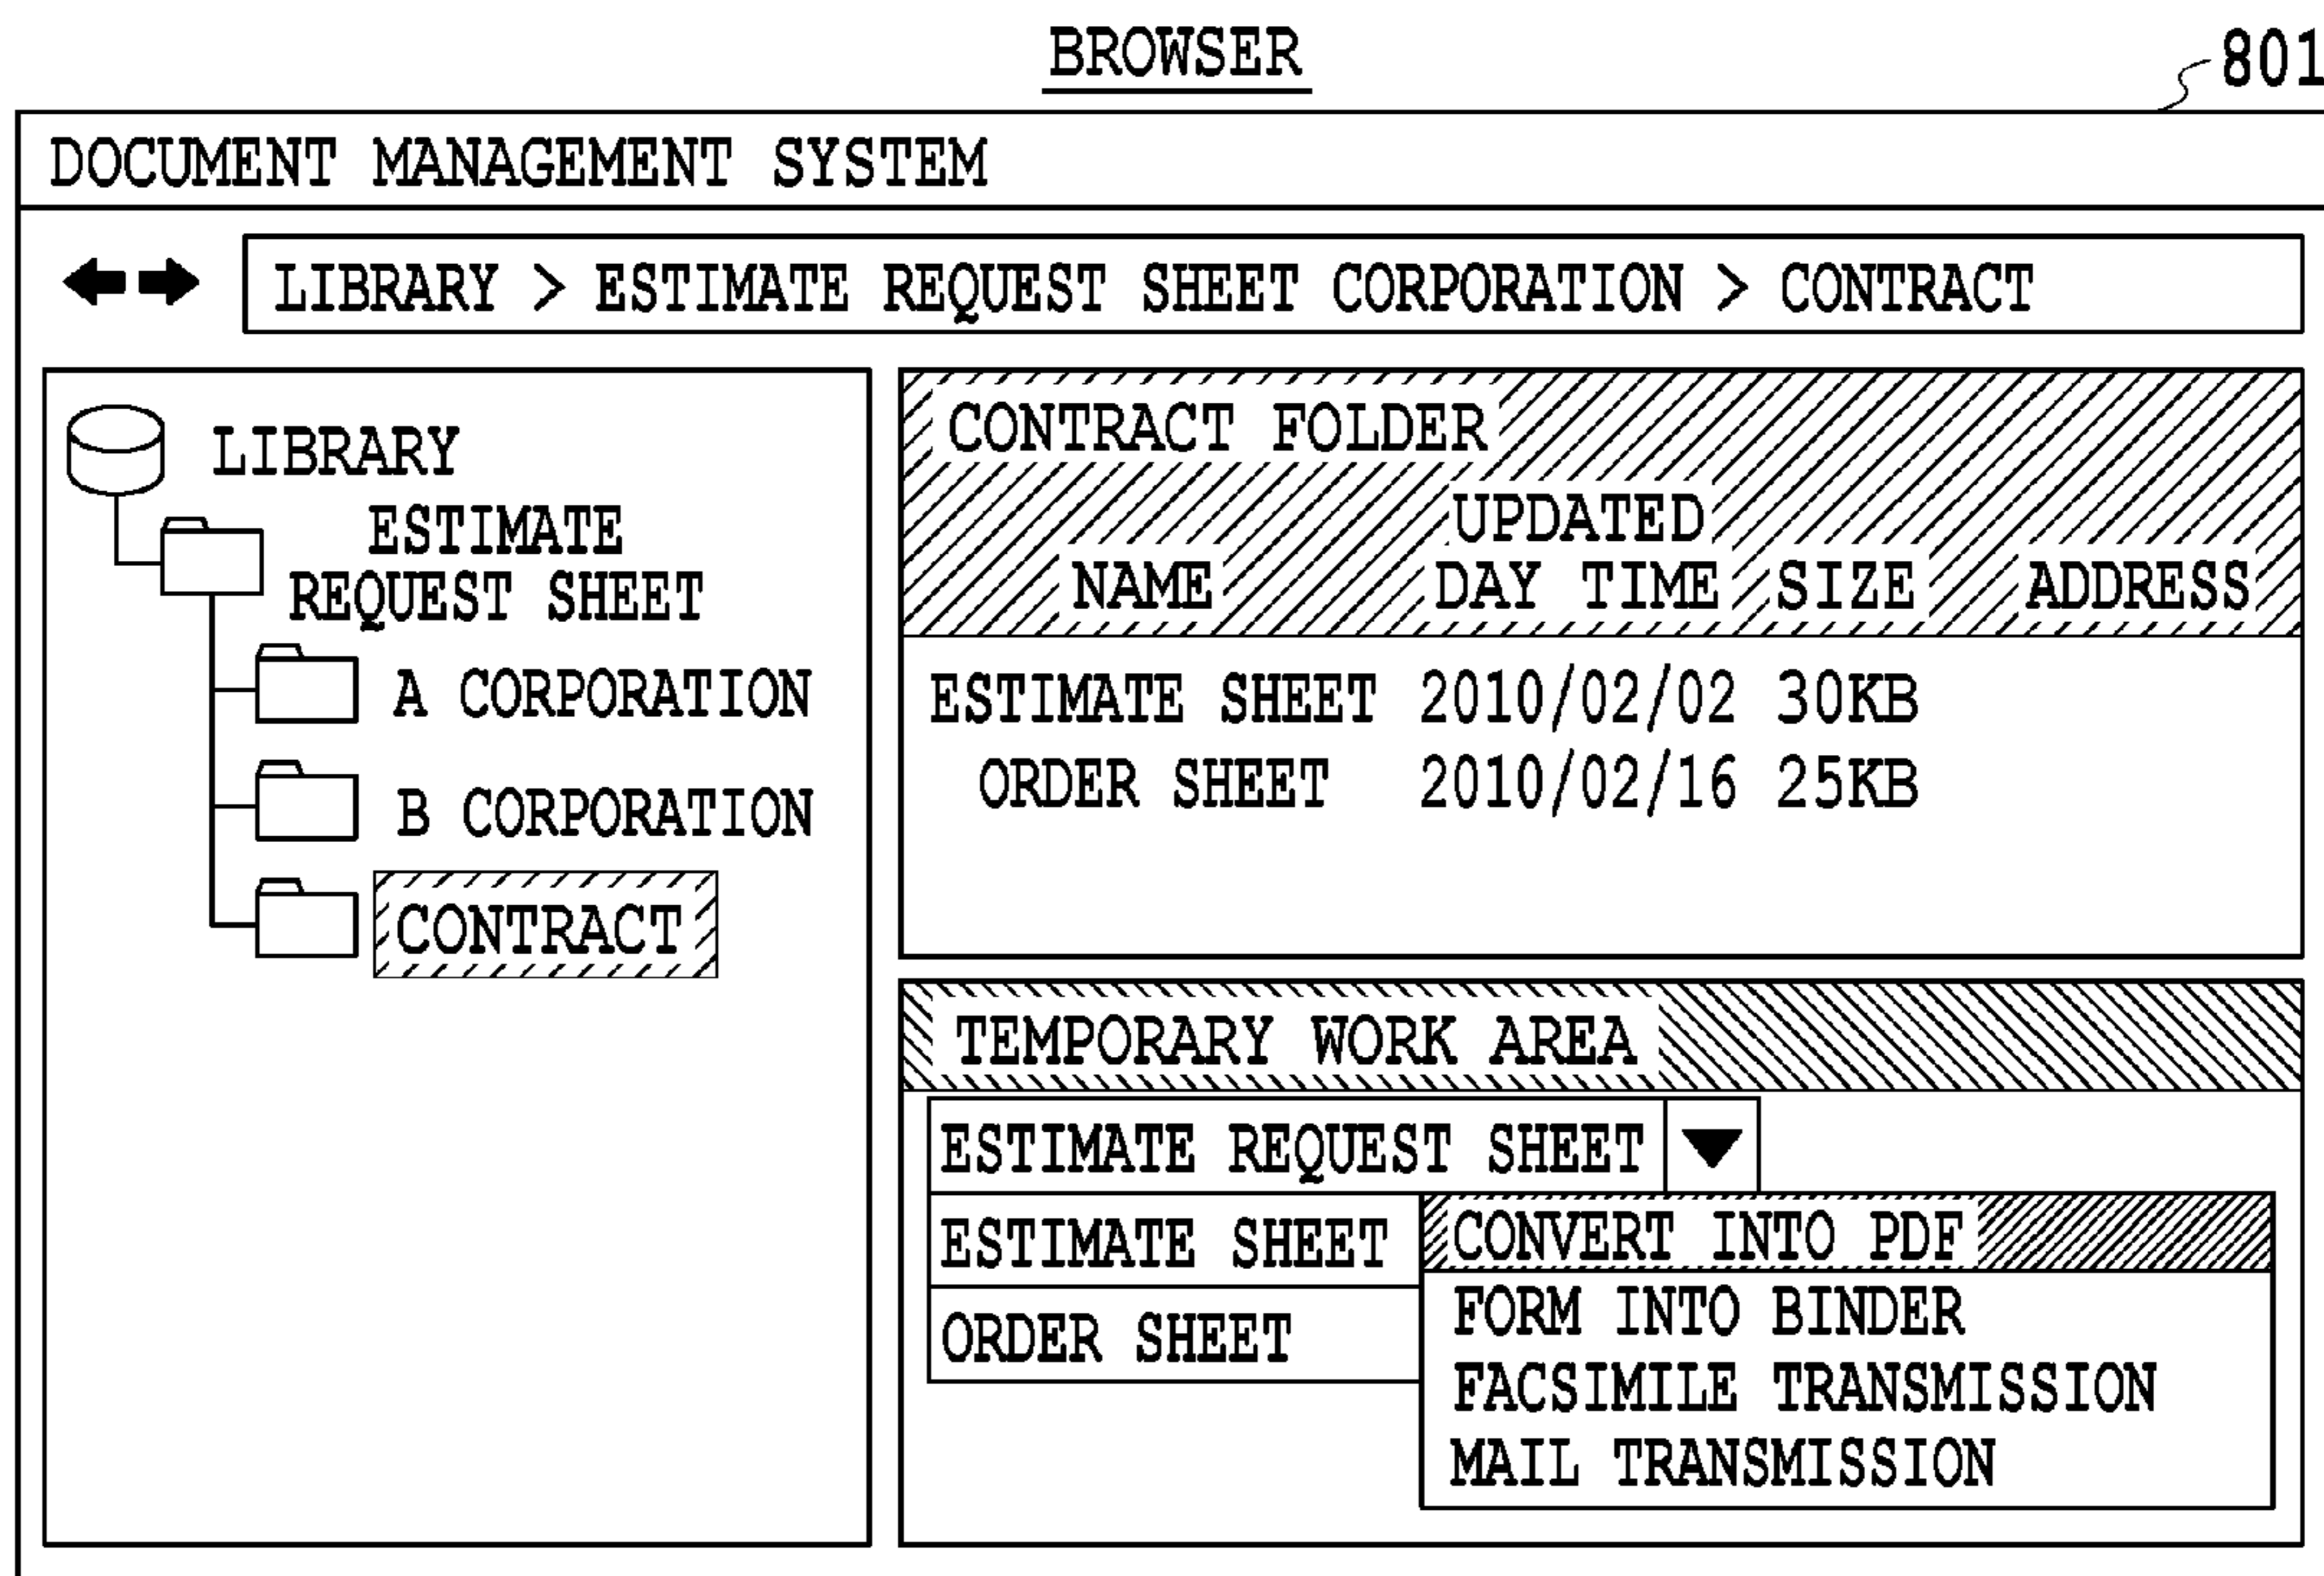 BROWSER
801
DOCUMENT MANAGEMENT SYSTEM
LIBRARY > ESTIMATE REQUEST SHEET CORPORATION > CONTRACT
LIBRARY
ESTIMATE
REQUEST SHEET
A CORPORATION
B CORPORATION
CONTRACT
CONTRACT FOLDER
UPDATED
NAME DAY TIME SIZE ADDRESS
ESTIMATE SHEET 2010/02/02 30KB
ORDER SHEET 2010/02/16 25KB
TEMPORARY WORK AREA
ESTIMATE REQUEST SHEET
ESTIMATE SHEET
ORDER SHEET
CONVERT INTO PDF
FORM INTO BINDER
FACSIMILE TRANSMISSION
MAIL TRANSMISSION